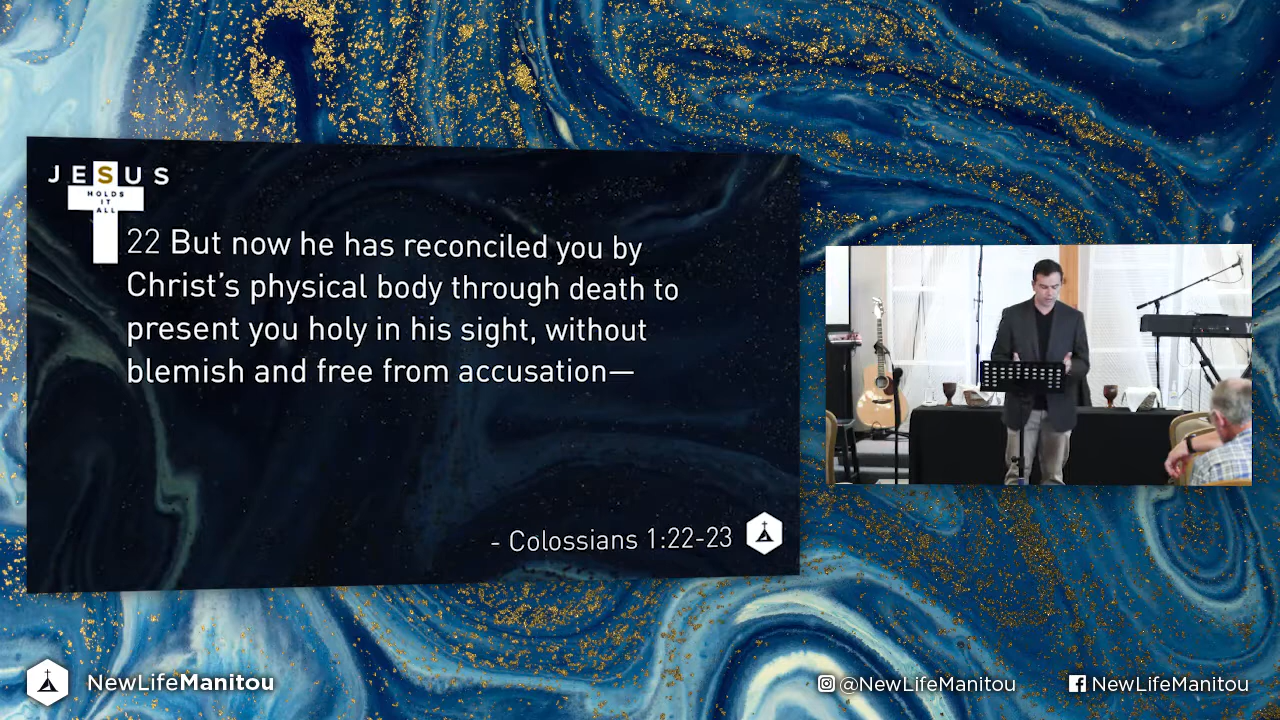 JESUS
HOLDS
IT
ALL
22 But now he has reconciled you by
Christ's physical body through death to
present you holy in his sight, without
blemish and free from accusation—
- Colossians 1:22-23
NewLifeManitou
@NewLifeManitou
NewLifeManitou